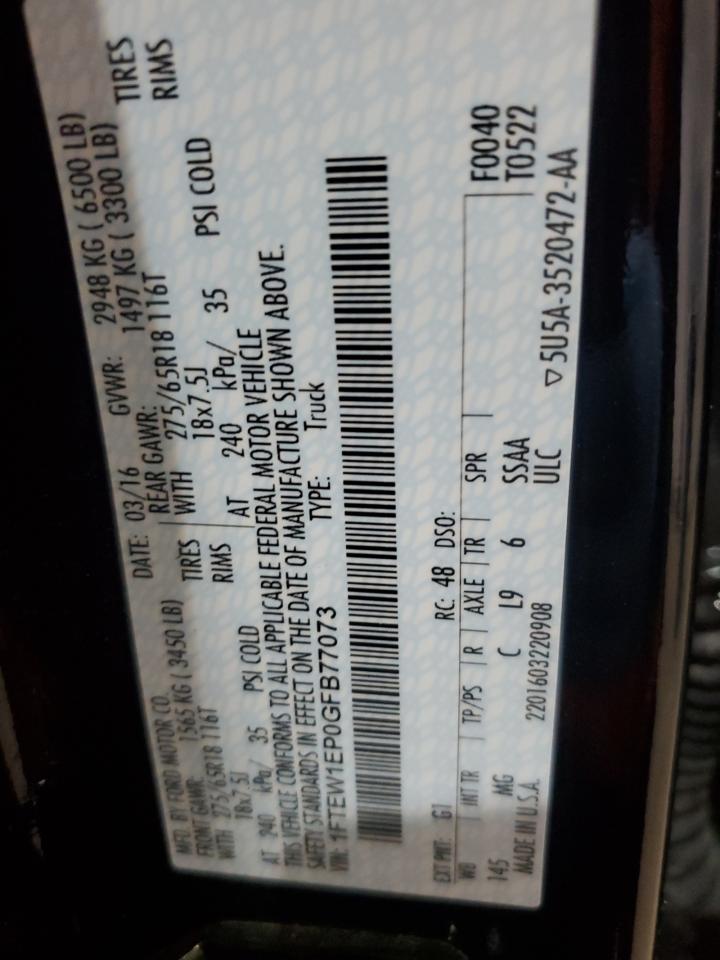 MFD. BY FORD MOTOR CO.
DATE: 03/16 GVWR: 2948 KG ( 6500 LB)
FRONT GAWR: 1565 KG ( 3450 LB) REAR GAWR: 1497 KG ( 3300 LB)
WITH 275/65R18 116T TIRES WITH 275/65R18 116T TIRES
18x7.5J RIMS 18x7.5J RIMS
AT 240 kPa/ 35 PSI COLD AT 240 kPa/ 35 PSI COLD
THIS VEHICLE CONFORMS TO ALL APPLICABLE FEDERAL MOTOR VEHICLE
SAFETY STANDARDS IN EFFECT ON THE DATE OF MANUFACTURE SHOWN ABOVE.
VIN: 1FTEW1EP0GFB77073 TYPE: Truck
EXT PNT: G1 RC: 48 DSO:
WB INT TR TP/PS R AXLE TR SPR F0040
T0522
145 MG C L9 6 SSAA
ULC
MADE IN U.S.A. 2201603220908 ▽5U5A-3520472-AA